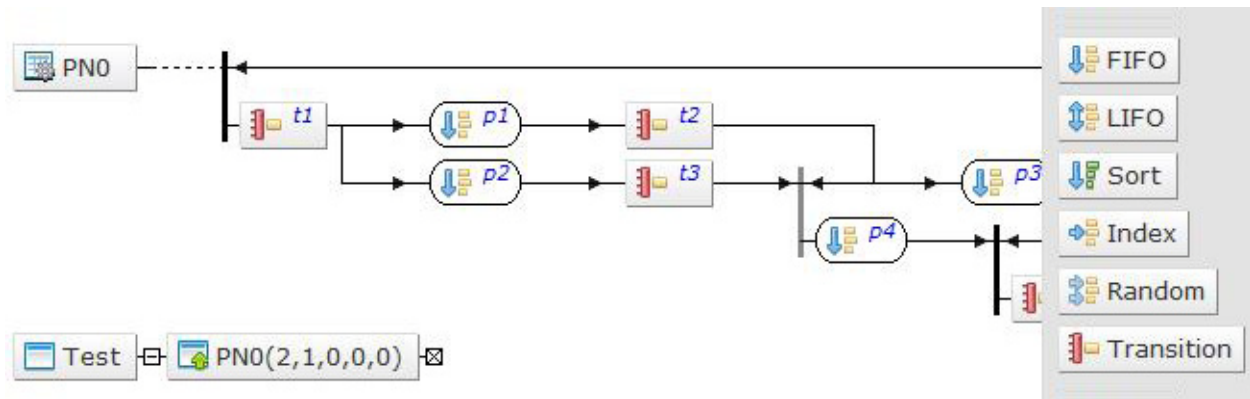 PN0
t1
p1
t2
p2
t3
p3
p4
Test
PN0(2,1,0,0,0)
FIFO
LIFO
Sort
Index
Random
Transition